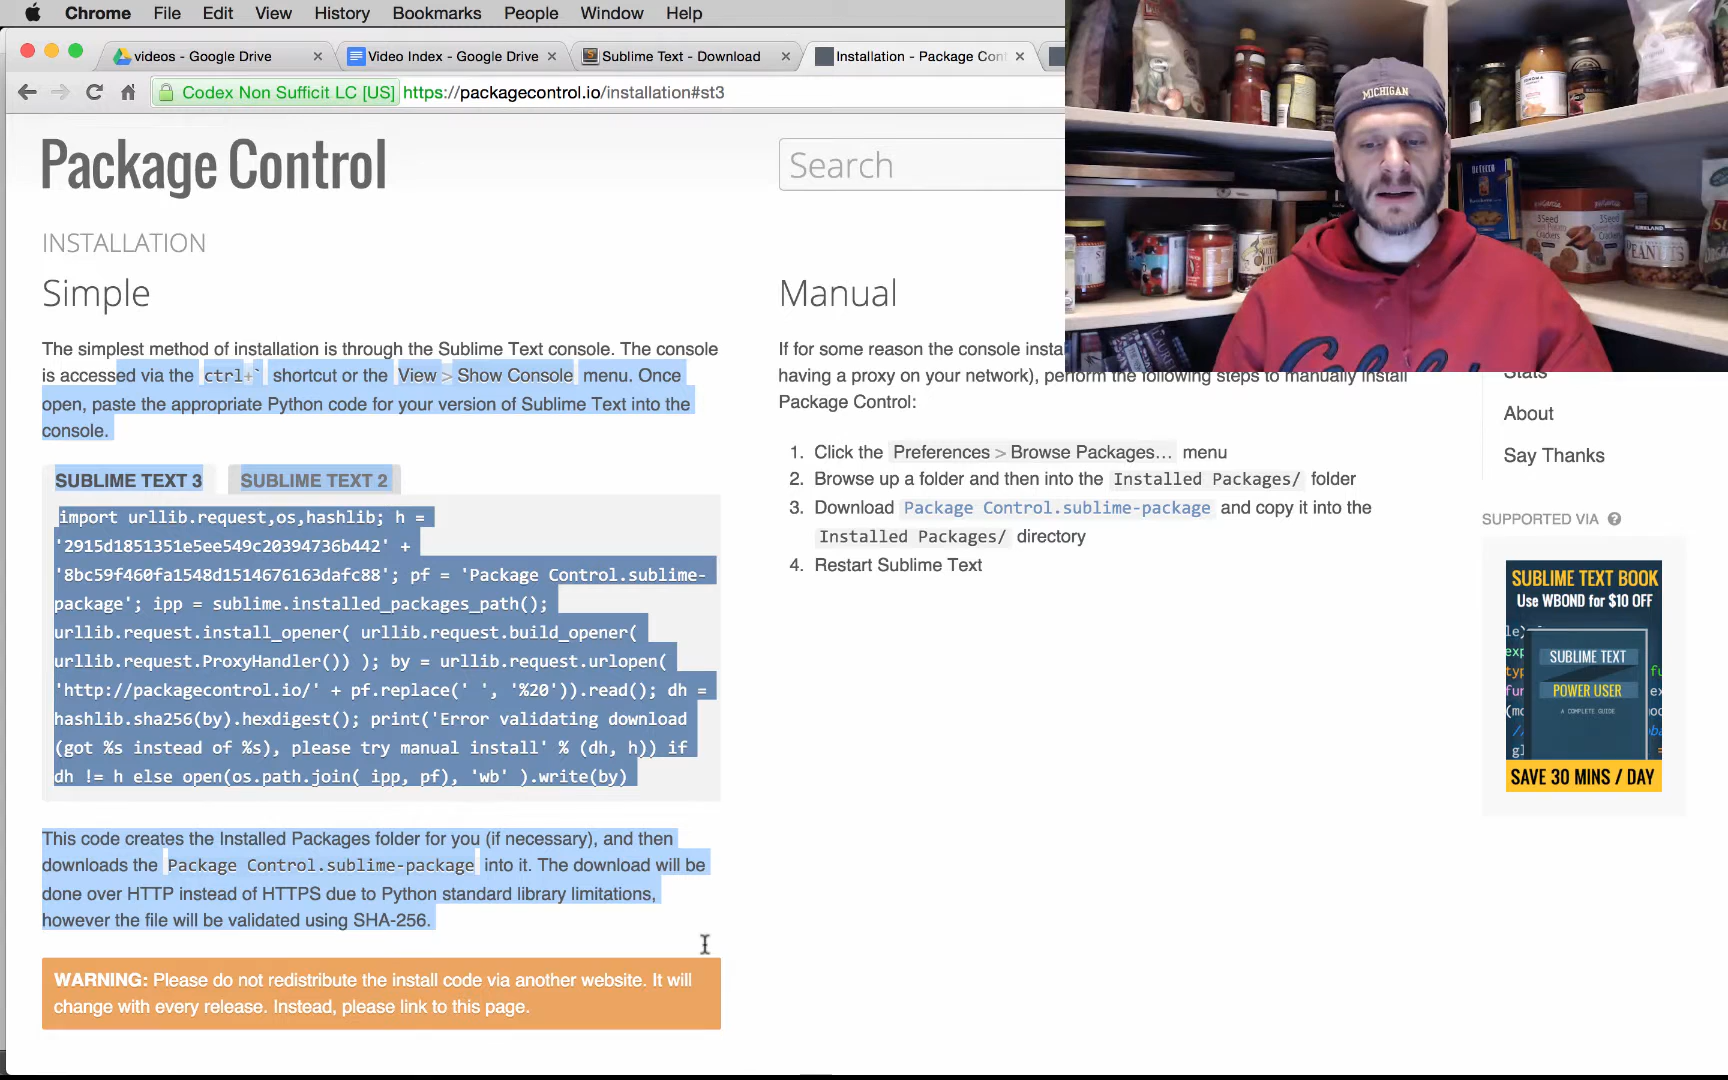 Chrome File Edit View History Bookmarks People Window Help
videos - Google Drive
Video Index - Google Drive
Sublime Text - Download
Installation - Package Con
Codex Non Sufficit LC [US] https://packagecontrol.io/installation#st3
Package Control
Search
INSTALLATION
Simple
The simplest method of installation is through the Sublime Text console. The console
is accessed via the ctrl+` shortcut or the View > Show Console menu. Once
open, paste the appropriate Python code for your version of Sublime Text into the
console.
SUBLIME TEXT 3 SUBLIME TEXT 2
import urllib.request,os,hashlib; h =
'2915d1851351e5ee549c20394736b442' +
'8bc59f460fa1548d1514676163dafc88'; pf = 'Package Control.sublime-
package'; ipp = sublime.installed_packages_path();
urllib.request.install_opener( urllib.request.build_opener(
urllib.request.ProxyHandler()) ); by = urllib.request.urlopen(
'http://packagecontrol.io/' + pf.replace(' ', '%20')).read(); dh =
hashlib.sha256(by).hexdigest(); print('Error validating download
(got %s instead of %s), please try manual install' % (dh, h)) if
dh != h else open(os.path.join( ipp, pf), 'wb' ).write(by)
This code creates the Installed Packages folder for you (if necessary), and then
downloads the Package Control.sublime-package into it. The download will be
done over HTTP instead of HTTPS due to Python standard library limitations,
however the file will be validated using SHA-256.
WARNING: Please do not redistribute the install code via another website. It will
change with every release. Instead, please link to this page.
Manual
If for some reason the console insta
having a proxy on your network), perform the following steps to manually install
Package Control:
1. Click the Preferences > Browse Packages… menu
2. Browse up a folder and then into the Installed Packages/ folder
3. Download Package Control.sublime-package and copy it into the
Installed Packages/ directory
4. Restart Sublime Text
Stats
About
Say Thanks
SUPPORTED VIA ?
SUBLIME TEXT BOOK
Use WBOND for $10 OFF
SUBLIME TEXT
POWER USER
A COMPLETE GUIDE
SAVE 30 MINS / DAY
MICHIGAN
DE CECCO
3Seed
Crackers
3Seed
KIRKLAND
PEANUTS